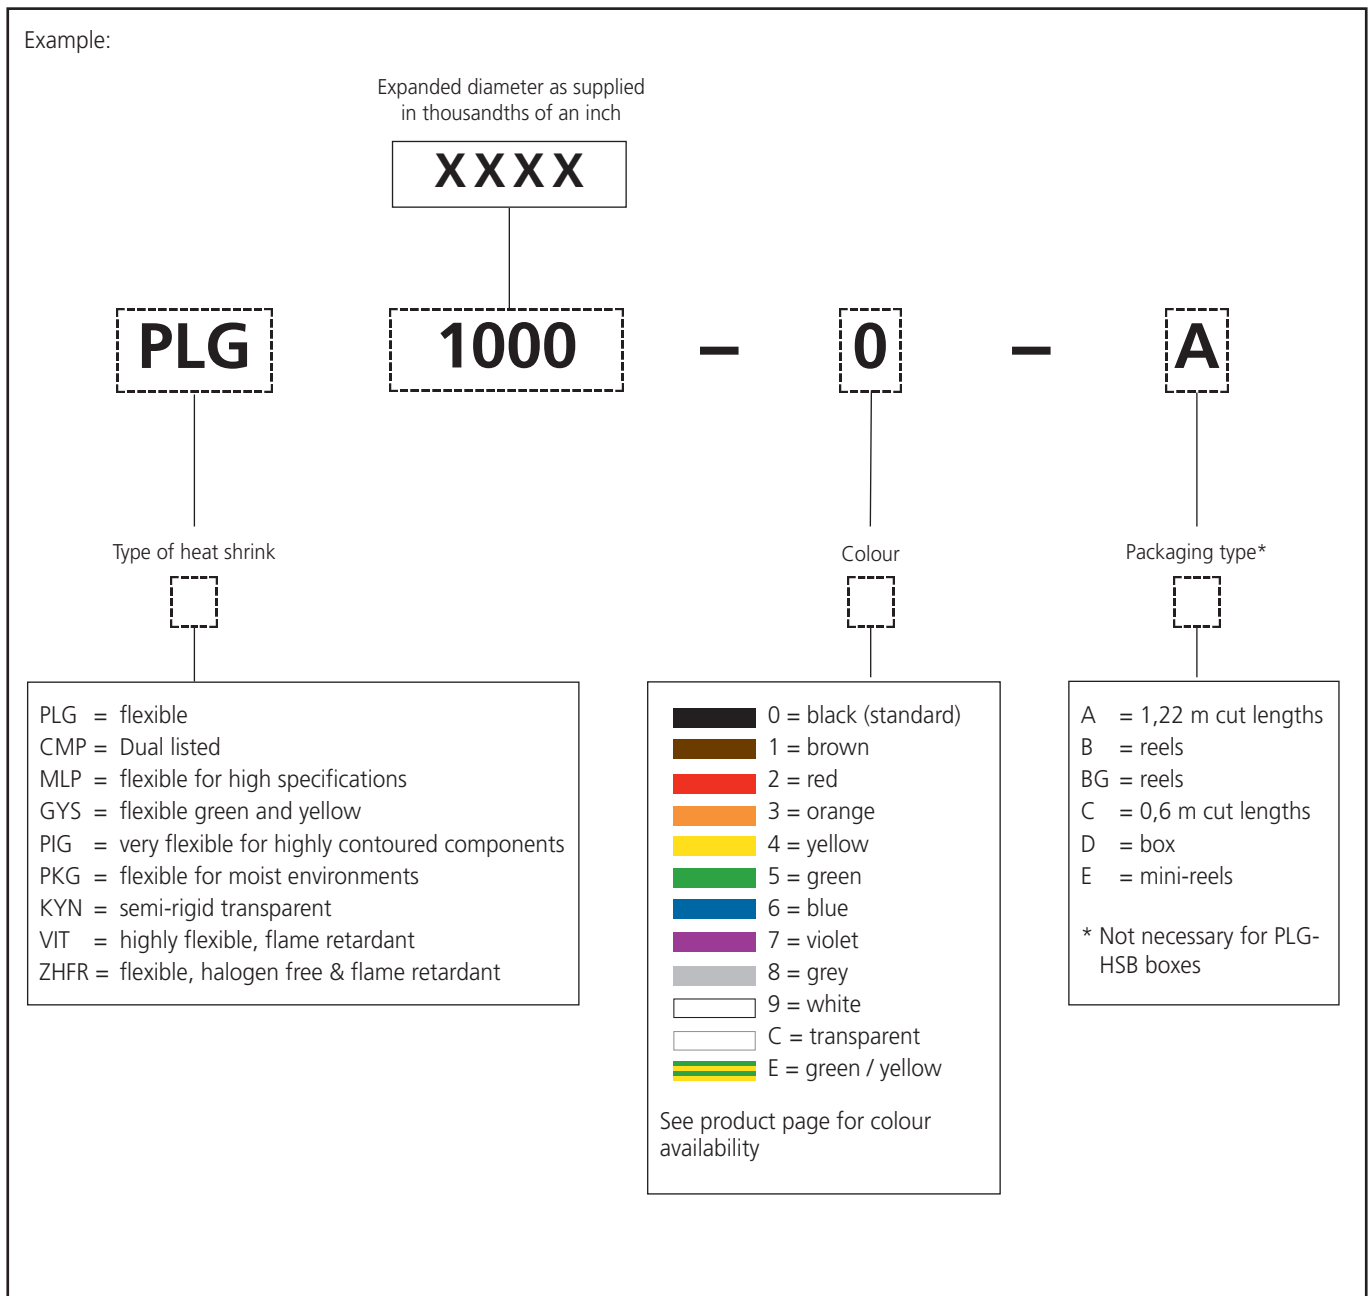 Example:
Expanded diameter as supplied
in thousandths of an inch
XXXX
PLG 1000 – 0 – A
Type of heat shrink
Colour
Packaging type*
PLG = flexible
CMP = Dual listed
MLP = flexible for high specifications
GYS = flexible green and yellow
PIG = very flexible for highly contoured components
PKG = flexible for moist environments
KYN = semi-rigid transparent
VIT = highly flexible, flame retardant
ZHFR = flexible, halogen free & flame retardant
0 = black (standard)
1 = brown
2 = red
3 = orange
4 = yellow
5 = green
6 = blue
7 = violet
8 = grey
9 = white
C = transparent
E = green / yellow
See product page for colour
availability
A = 1,22 m cut lengths
B = reels
BG = reels
C = 0,6 m cut lengths
D = box
E = mini-reels
* Not necessary for PLG-
HSB boxes